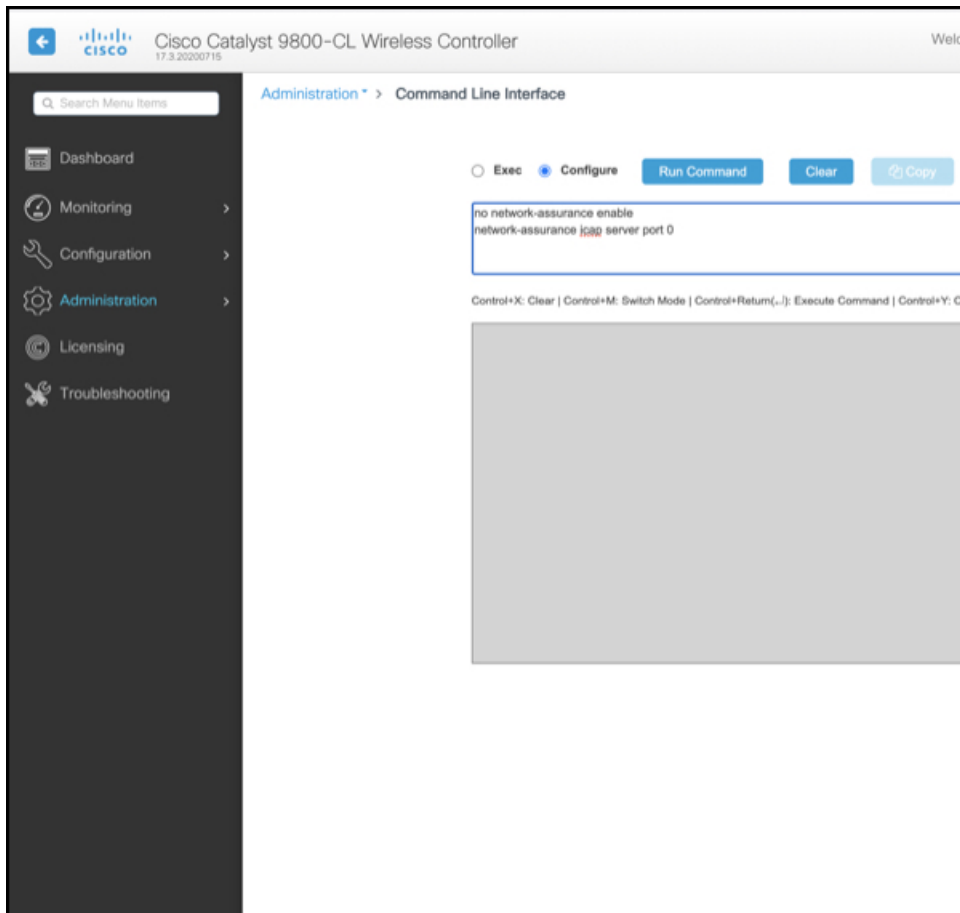 CISCO
Cisco Catalyst 9800-CL Wireless Controller
17.3.20200715
Search Menu Items
Dashboard
Monitoring
Configuration
Administration
Licensing
Troubleshooting
Administration >
Command Line Interface
Exec
Configure
Run Command
Clear
Copy
no network-assurance enable
network-assurance icap server port 0
Control+X: Clear | Control+M: Switch Mode | Control+Return(↵): Execute Command | Control+Y: